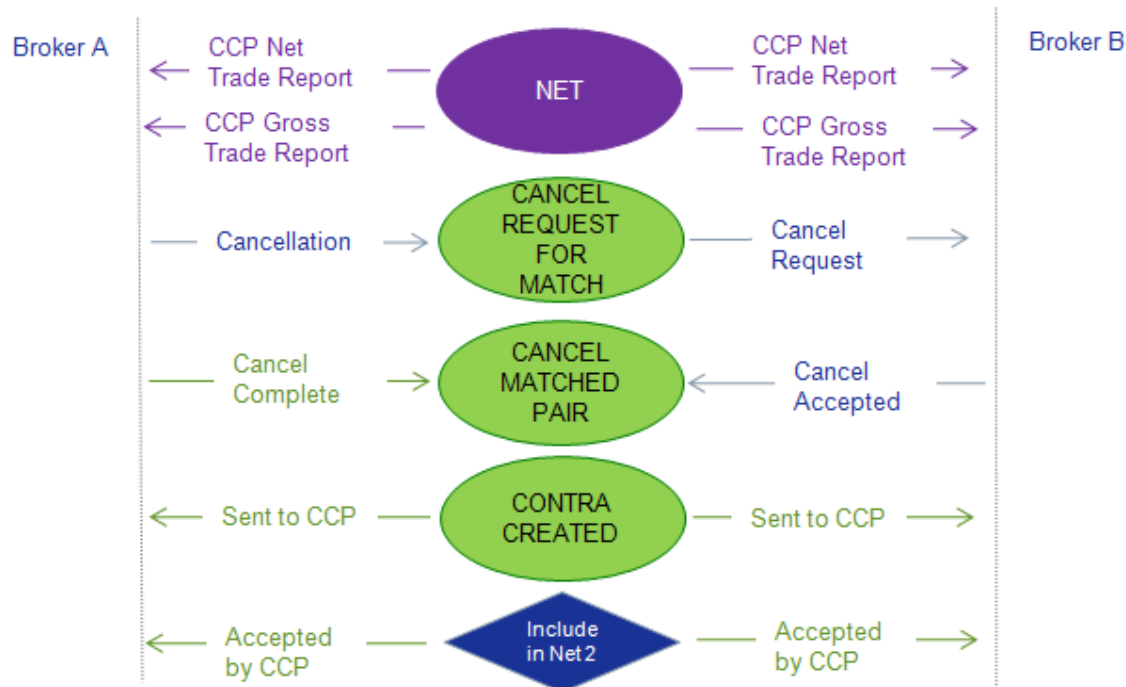 Broker A
CCP Net
Trade Report
NET
CCP Net
Trade Report
Broker B
CCP Gross
Trade Report
CCP Gross
Trade Report
Cancellation
CANCEL
REQUEST
FOR
MATCH
Cancel
Request
Cancel
Complete
CANCEL
MATCHED
PAIR
Cancel
Accepted
Sent to CCP
CONTRA
CREATED
Sent to CCP
Accepted
by CCP
Include
in Net2
Accepted
by CCP